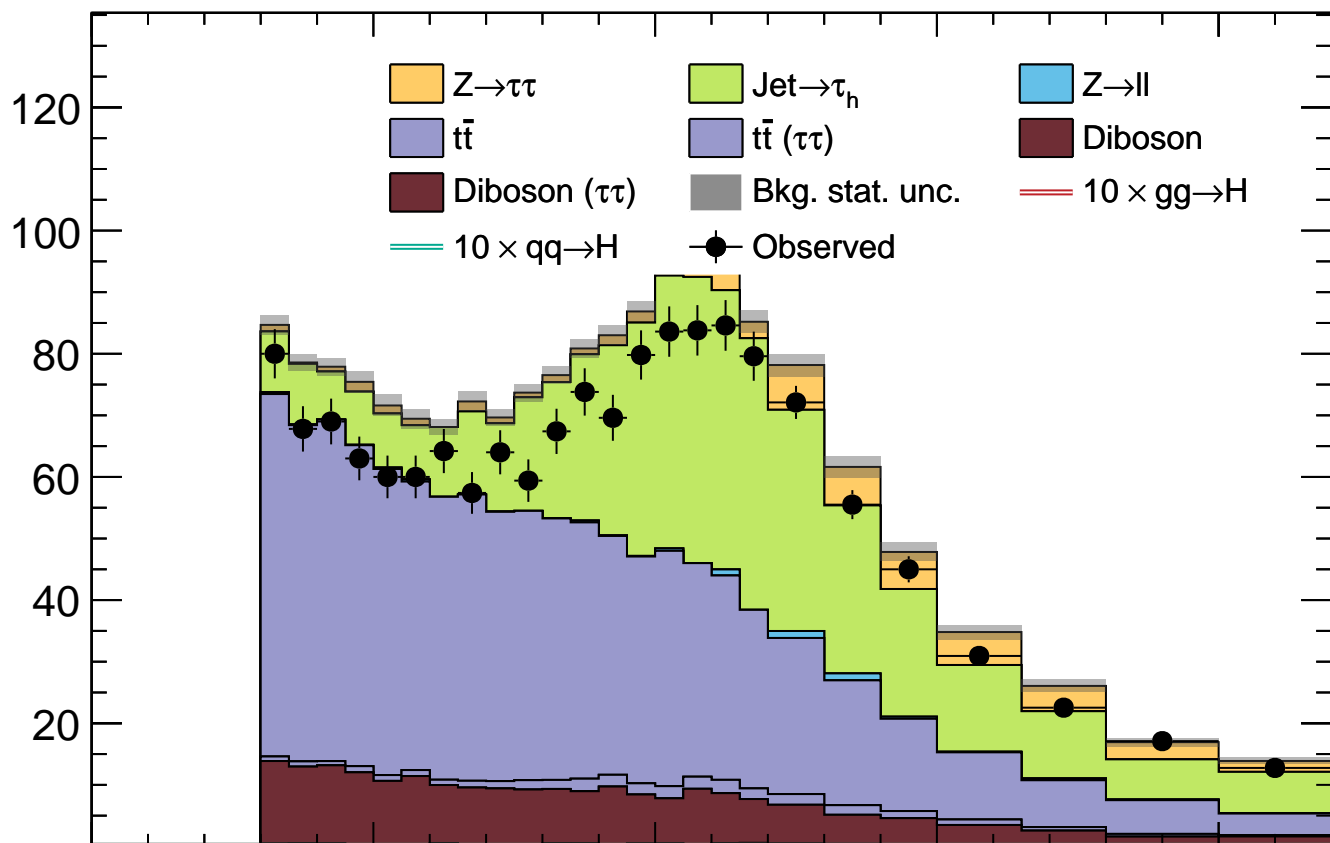 120
Z→ττ Jet→τh Z→ll
tt̄ tt̄ (ττ) Diboson
Diboson (ττ) Bkg. stat. unc. 10 × gg→H
100
10 × qq→H Observed
80
60
40
20